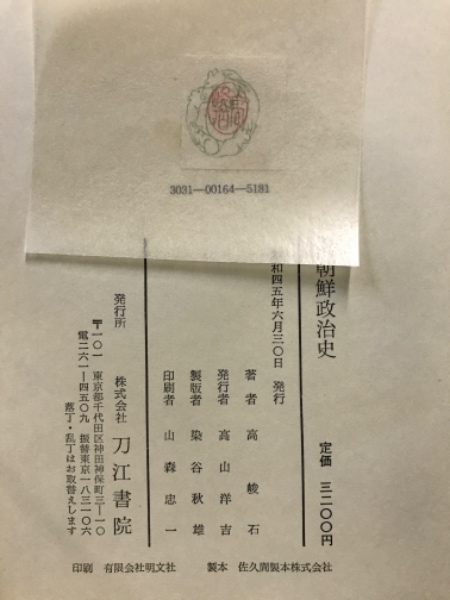 3031—00164—5181
朝鮮政治史
定価 三二〇〇円
和四五年六月三〇日 発行
著者 高峻石
発行者 高山洋吉
製版者 染谷秋雄
印刷者 山森忠一
発行所 株式会社 刀江書院
〒一〇一 東京都千代田区神田神保町三ー一〇
電二六一ー四五〇九 振替東京一八三一〇六
落丁・乱丁はお取替えします
印刷 有限会社明文社 製本 佐久間製本株式会社